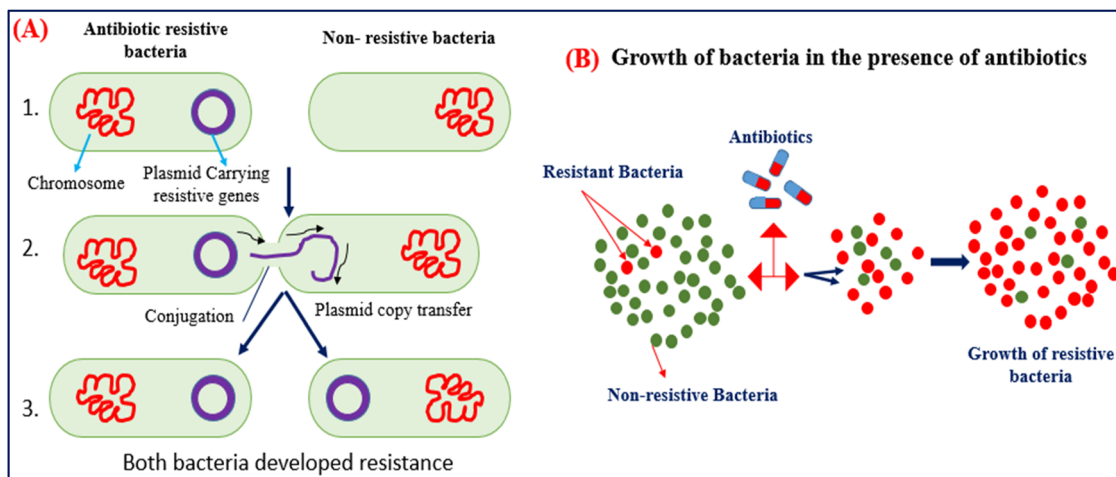 (A)
Antibiotic resistive
bacteria
Non- resistive bacteria
1.
Chromosome
Plasmid Carrying
resistive genes
2.
Conjugation
Plasmid copy transfer
3.
Both bacteria developed resistance
(B) Growth of bacteria in the presence of antibiotics
Antibiotics
Resistant Bacteria
Non-resistive Bacteria
Growth of resistive
bacteria